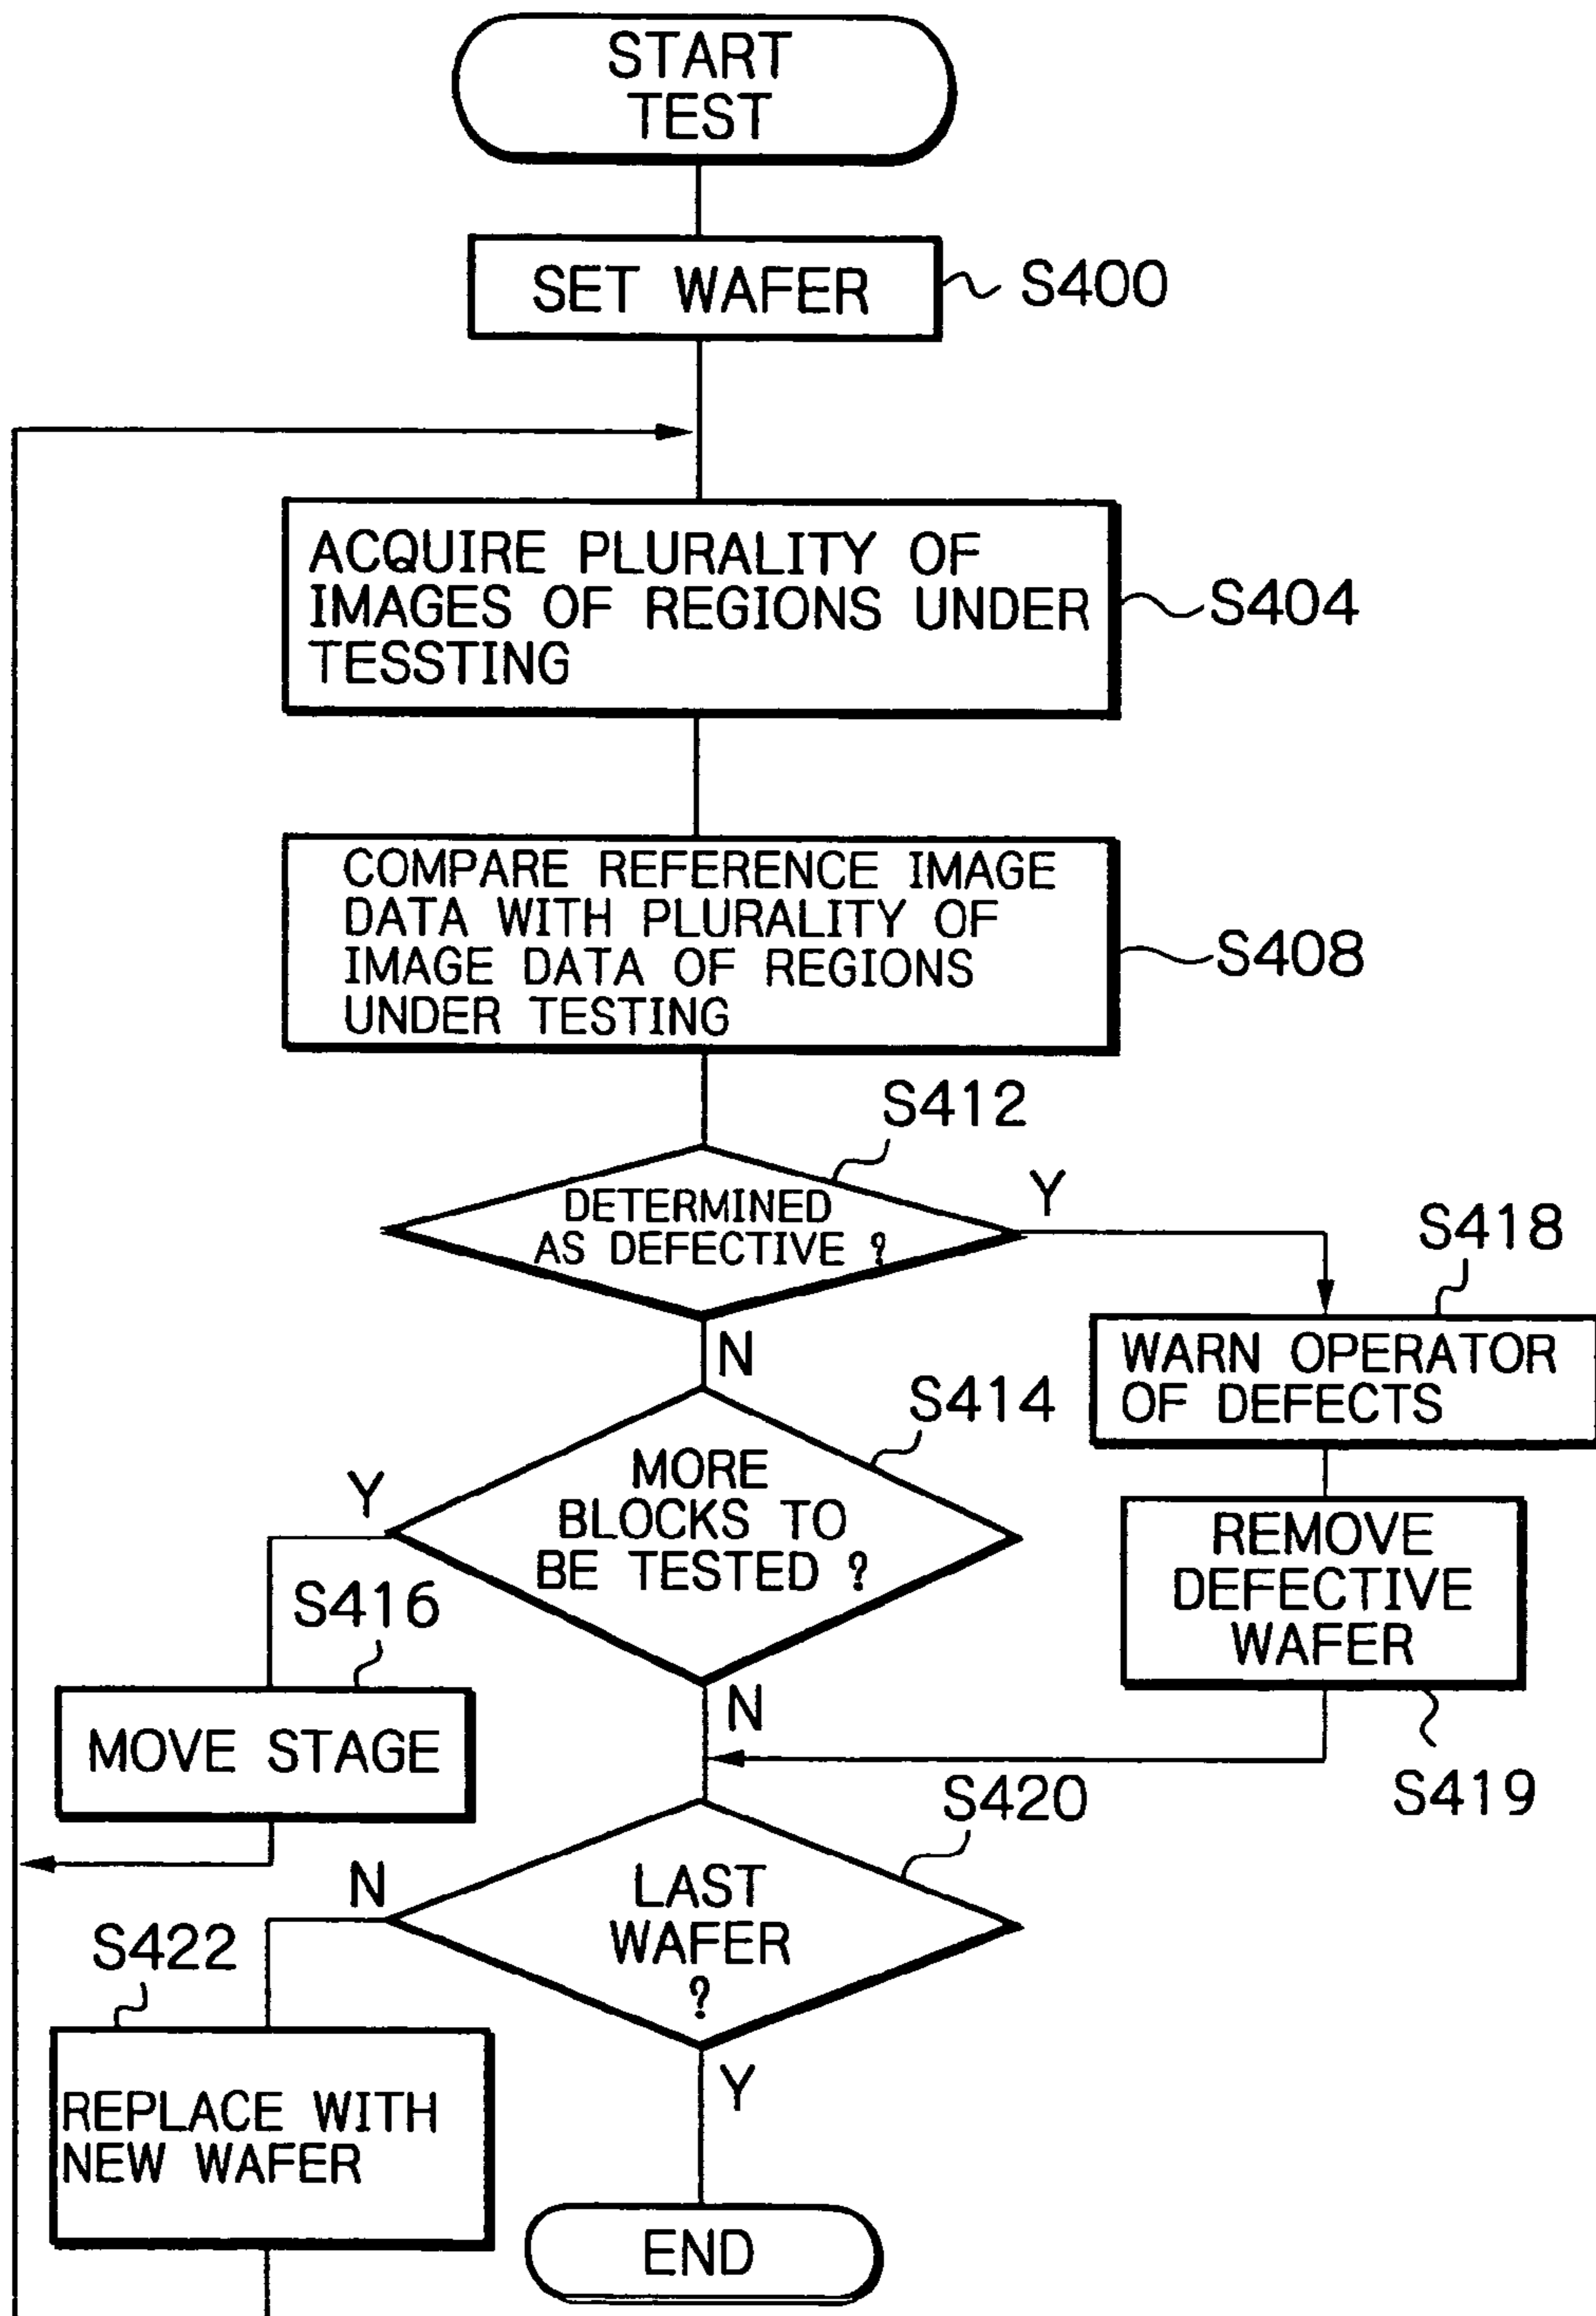 START
TEST
SET WAFER
S400
ACQUIRE PLURALITY OF
IMAGES OF REGIONS UNDER
TESSTING
S404
COMPARE REFERENCE IMAGE
DATA WITH PLURALITY OF
IMAGE DATA OF REGIONS
UNDER TESTING
S408
S412
DETERMINED
AS DEFECTIVE ?
Y
N
S418
WARN OPERATOR
OF DEFECTS
S414
MORE
BLOCKS TO
BE TESTED ?
Y
N
REMOVE
DEFECTIVE
WAFER
S419
S416
MOVE STAGE
S420
LAST
WAFER
?
N
Y
S422
REPLACE WITH
NEW WAFER
END